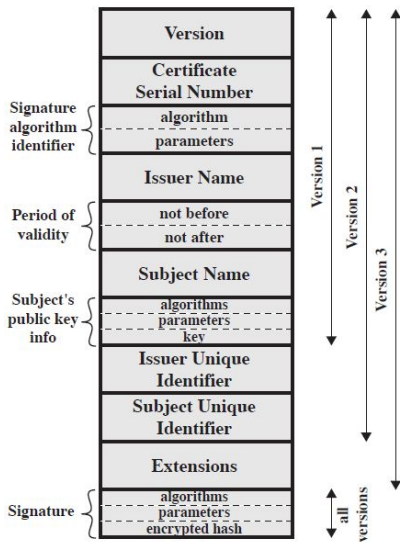 Version
Certificate
Serial Number
Signature
algorithm
identifier
algorithm
parameters
Issuer Name
Period of
validity
not before
not after
Subject Name
Subject's
public key
info
algorithms
parameters
key
Issuer Unique
Identifier
Subject Unique
Identifier
Extensions
Signature
algorithms
parameters
encrypted hash
Version 1
Version 2
Version 3
all
versions